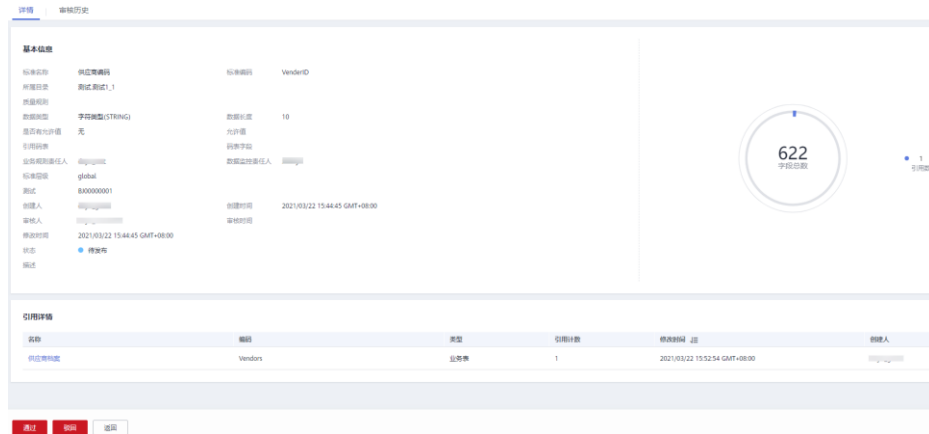 详情 审核历史
基本信息
标准名称 供应商编码 标准编码 VenderID
所属目录 测试.测试1_1
质量规则
数据类型 字符类型(STRING) 数据长度 10
是否有允许值 无 允许值
引用码表 码表字段
业务规则责任人 数据监控责任人
标准层级 global
测试 BJ00000001
创建人 创建时间 2021/03/22 15:44:45 GMT+08:00
审核人 审核时间
修改时间 2021/03/22 15:44:45 GMT+08:00
状态 待发布
描述
622
字段总数
1
引用数
引用详情
名称 编码 类型 引用计数 修改时间 创建人
供应商档案 Vendors 业务表 1 2021/03/22 15:52:54 GMT+08:00
通过 驳回 返回